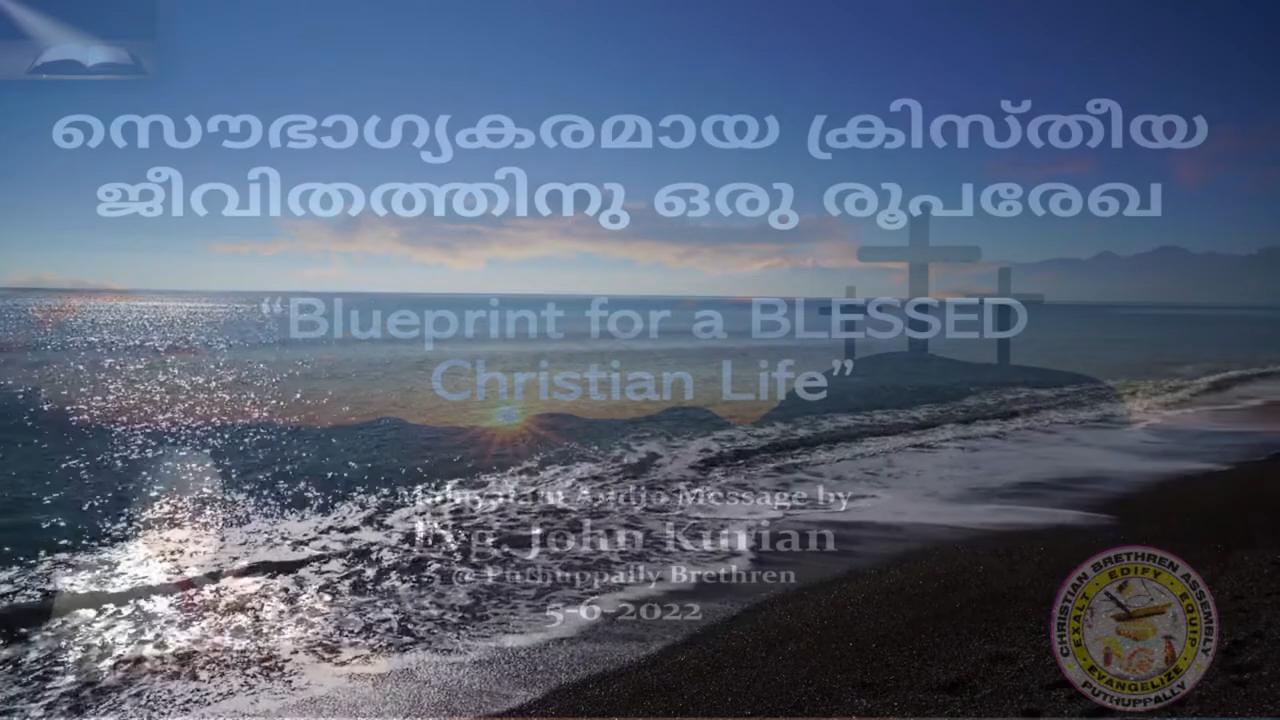 സൌഭാഗ്യകരമായ ക്രിസ്തീയ
ജീവിതത്തിനു ഒരു രൂപരേഖ
“Blueprint for a BLESSED
Christian Life”
Malayalam Audio Message by
Evg. John Kurian
@ Puthuppally Brethren
5-6-2022
CHRISTIAN BRETHREN ASSEMBLY
EXALT • EDIFY • EQUIP • EVANGELIZE
PUTHUPPALLY